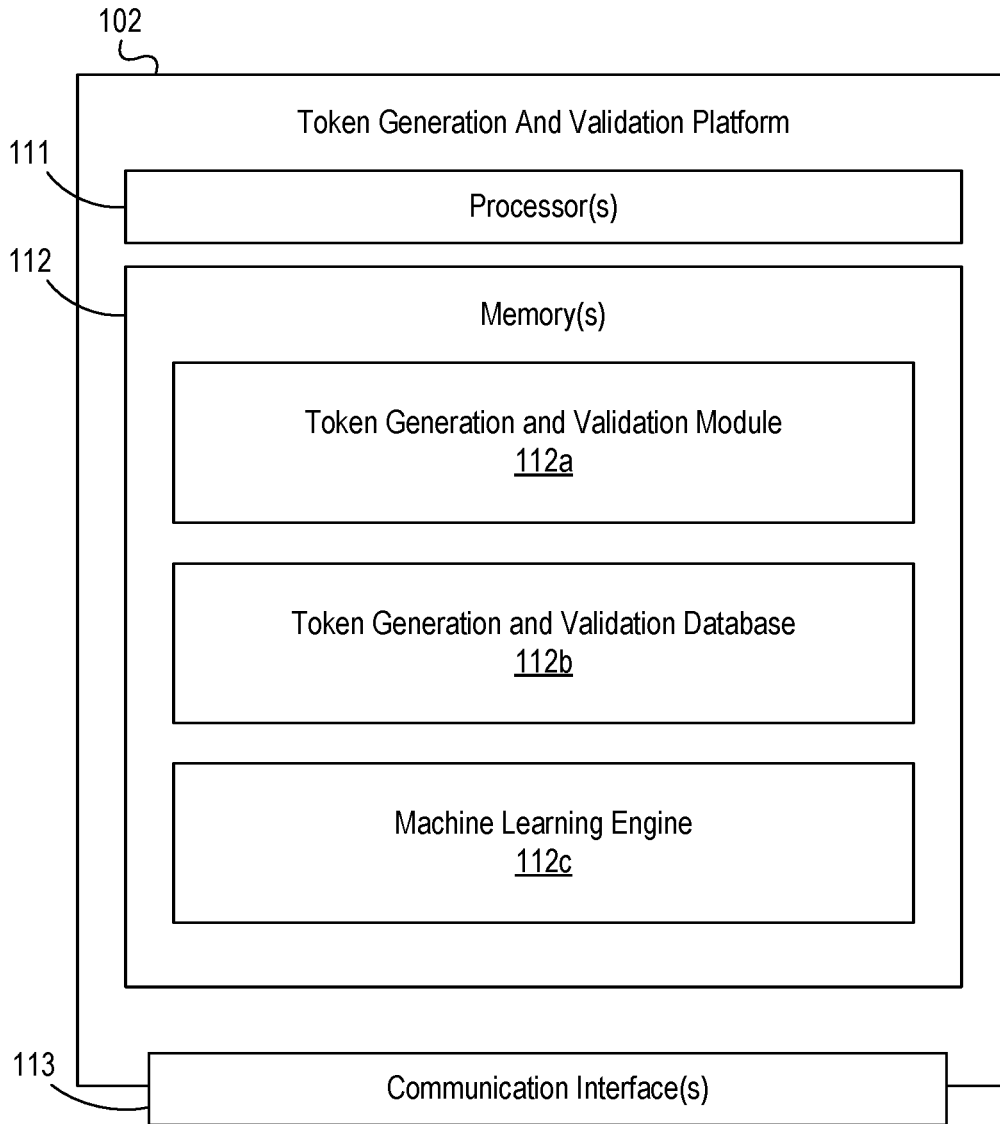 102
Token Generation And Validation Platform
111
Processor(s)
112
Memory(s)
Token Generation and Validation Module
112a
Token Generation and Validation Database
112b
Machine Learning Engine
112c
113
Communication Interface(s)